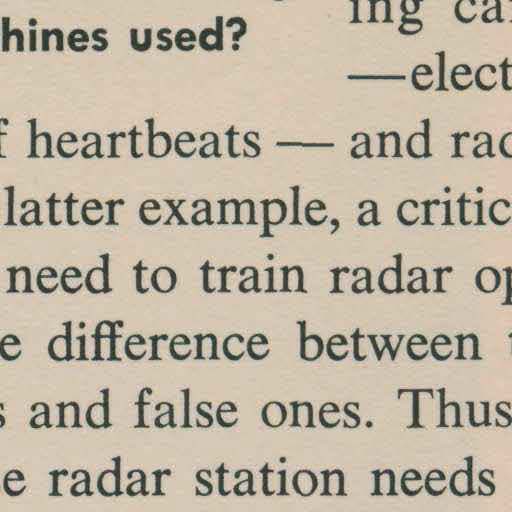 hines used?
ing ca
—elect
f heartbeats — and rad
latter example, a critic
need to train radar op
e difference between t
s and false ones. Thus
e radar station needs